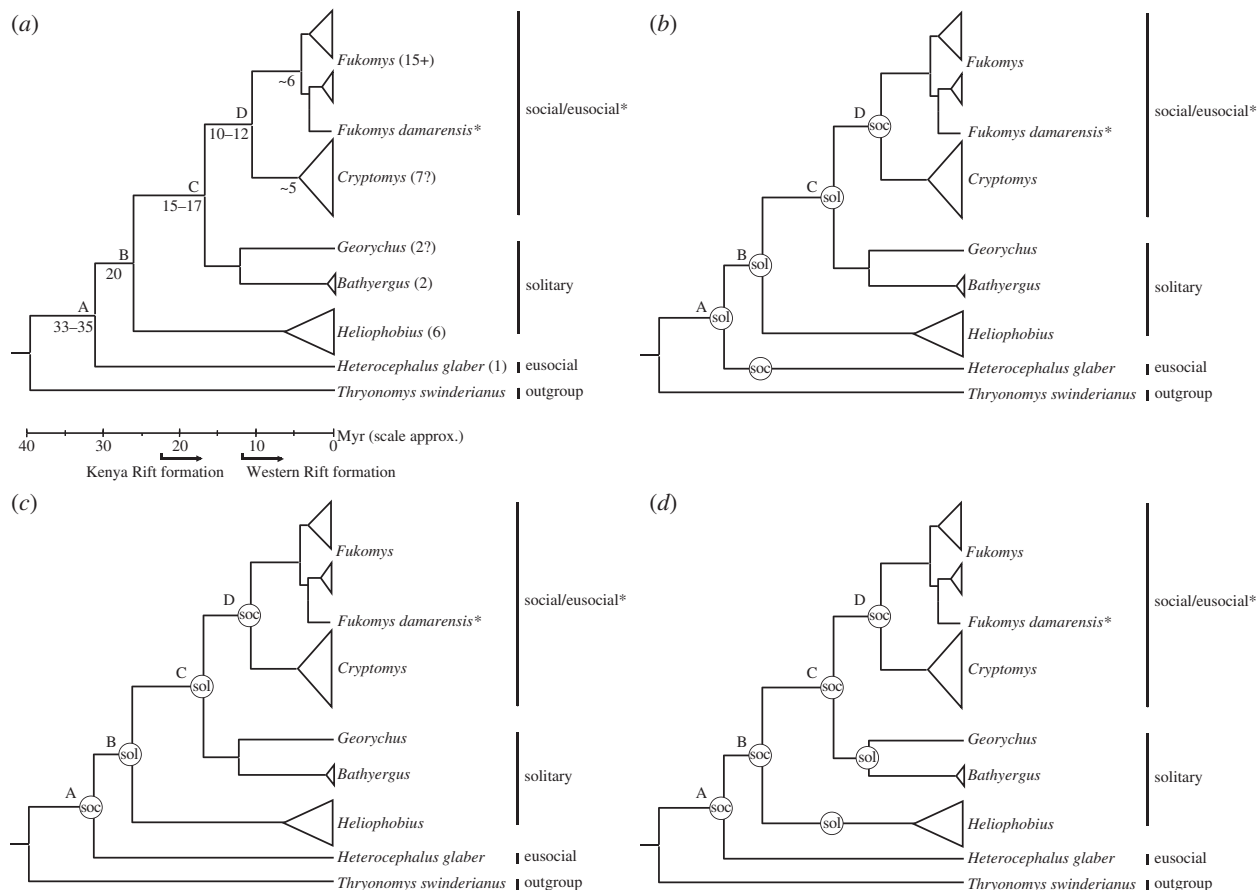 (a)
Fukomys (15+)
~6
D
10–12
Fukomys damarensis*
social/eusocial*
C
15–17
~5
Cryptomys (7?)
B
20
Georychus (2?)
Bathyergus (2)
solitary
A
33–35
Heliophobius (6)
Heterocephalus glaber (1)
eusocial
Thryonomys swinderianus
outgroup
40
30
20
10
0
Myr (scale approx.)
Kenya Rift formation
Western Rift formation
(b)
Fukomys
D
soc
Fukomys damarensis*
social/eusocial*
C
sol
Cryptomys
B
sol
Georychus
Bathyergus
solitary
A
sol
Heliophobius
soc
Heterocephalus glaber
eusocial
Thryonomys swinderianus
outgroup
(c)
Fukomys
D
soc
Fukomys damarensis*
social/eusocial*
C
sol
Cryptomys
B
sol
Georychus
Bathyergus
solitary
A
soc
Heliophobius
Heterocephalus glaber
eusocial
Thryonomys swinderianus
outgroup
(d)
Fukomys
D
soc
Fukomys damarensis*
social/eusocial*
C
soc
Cryptomys
B
soc
Georychus
sol
Bathyergus
solitary
A
soc
sol
Heliophobius
Heterocephalus glaber
eusocial
Thryonomys swinderianus
outgroup